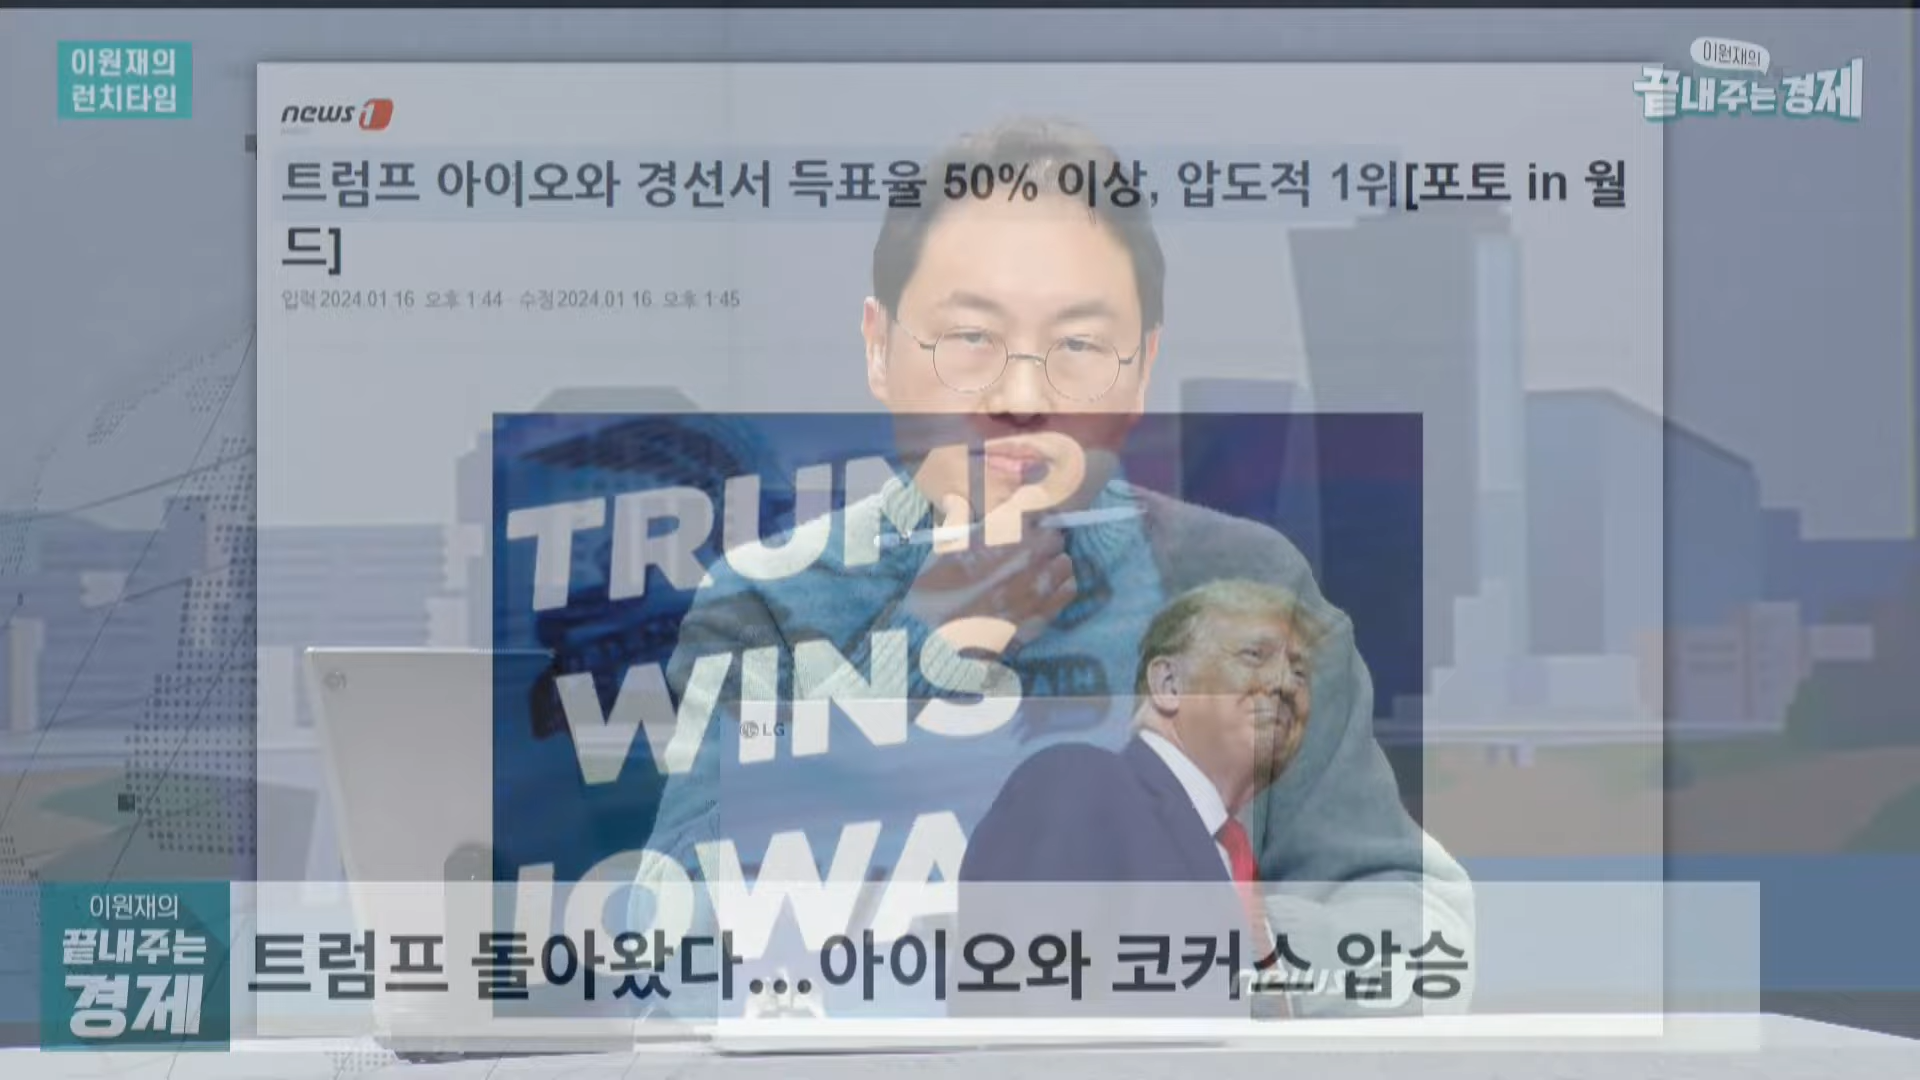 이원재의
런치타임
이원재의
끝내주는 경제
news1
트럼프 아이오와 경선서 득표율 50% 이상, 압도적 1위[포토 in 월
드]
입력 2024.01.16 오후 1:44 수정 2024.01.16 오후 1:45
TRUMP
WINS
IOWA
LG
이원재의
끝내주는
경제
트럼프 돌아왔다...아이오와 코커스 압승
news1